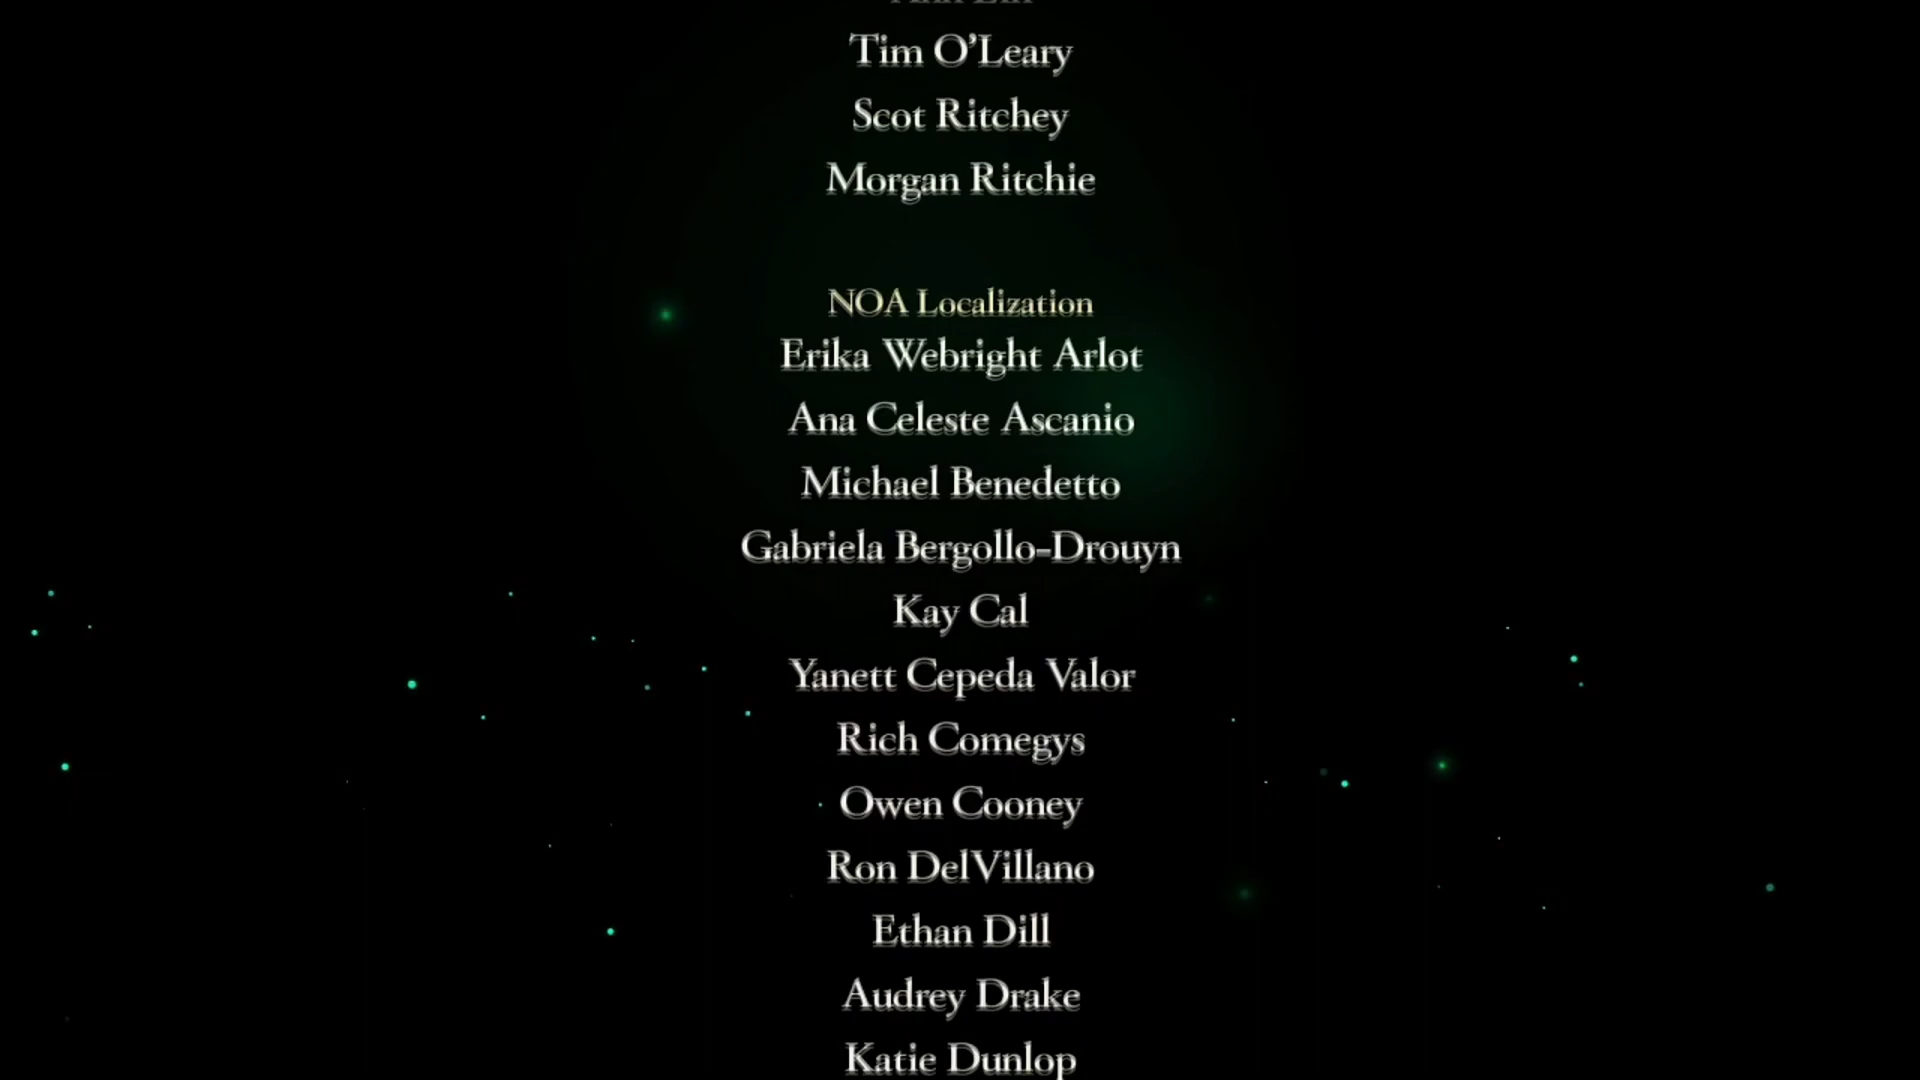 Tim O’Leary
Scot Ritchey
Morgan Ritchie
NOA Localization
Erika Webright Arlot
Ana Celeste Ascanio
Michael Benedetto
Gabriela Bergollo-Drouyn
Kay Cal
Yanett Cepeda Valor
Rich Comegys
Owen Cooney
Ron DelVillano
Ethan Dill
Audrey Drake
Katie Dunlop